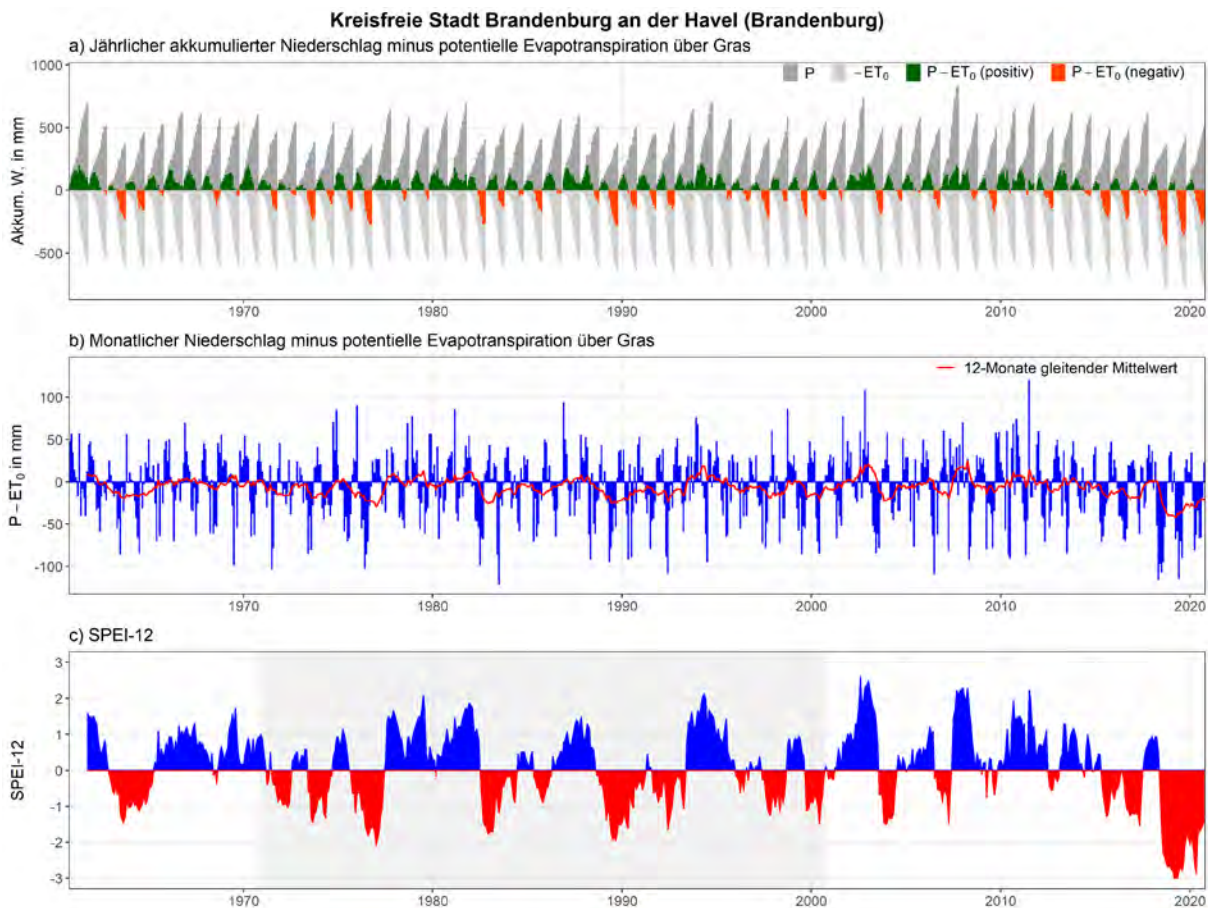 Kreisfreie Stadt Brandenburg an der Havel (Brandenburg)
a) Jährlicher akkumulierter Niederschlag minus potentielle Evapotranspiration über Gras
P −ET₀ P−ET₀ (positiv) P−ET₀ (negativ)
Akkum. W. in mm
1000
500
0
-500
1970 1980 1990 2000 2010 2020
b) Monatlicher Niederschlag minus potentielle Evapotranspiration über Gras
12-Monate gleitender Mittelwert
P−ET₀ in mm
100
50
0
-50
-100
1970 1980 1990 2000 2010 2020
c) SPEI-12
SPEI-12
3
2
1
0
-1
-2
-3
1970 1980 1990 2000 2010 2020